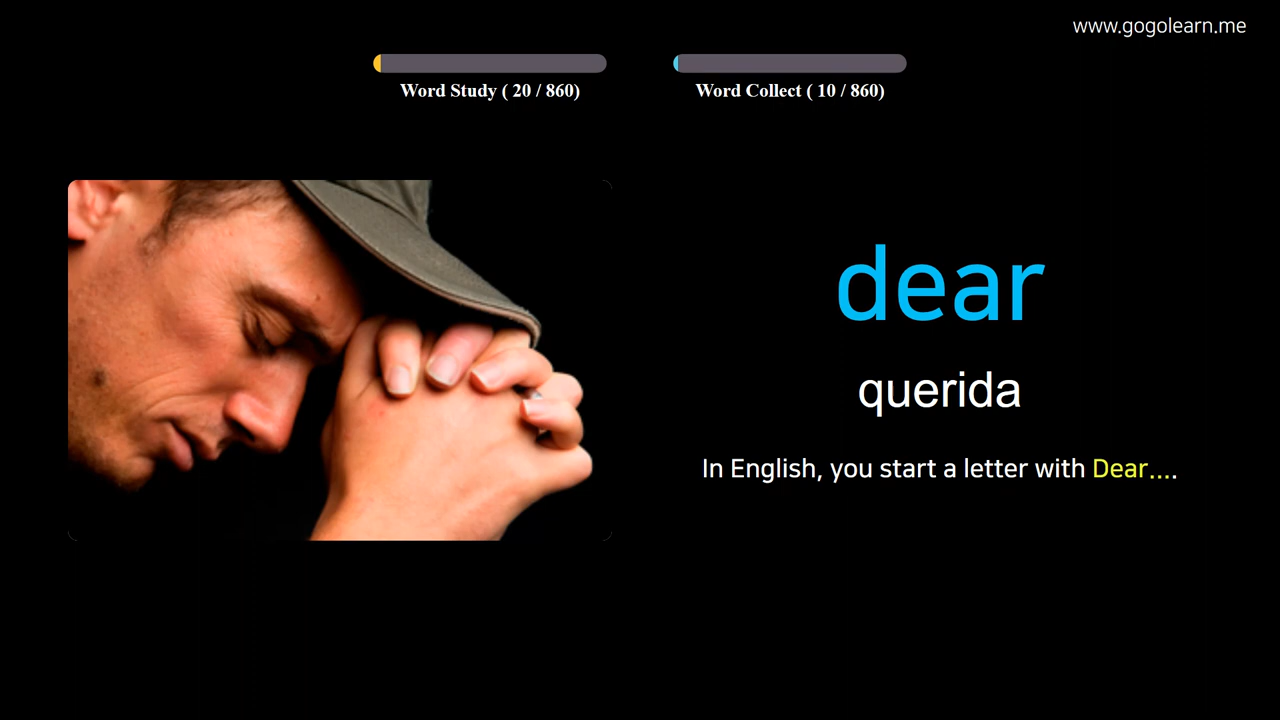 www.gogolearn.me
Word Study ( 20 / 860)
Word Collect ( 10 / 860)
dear
querida
In English, you start a letter with Dear....